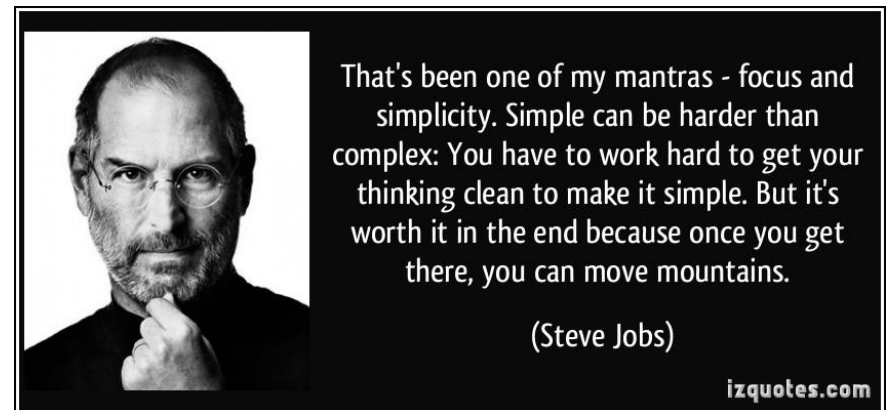 That's been one of my mantras - focus and
simplicity. Simple can be harder than
complex: You have to work hard to get your
thinking clean to make it simple. But it's
worth it in the end because once you get
there, you can move mountains.
(Steve Jobs)
izquotes.com